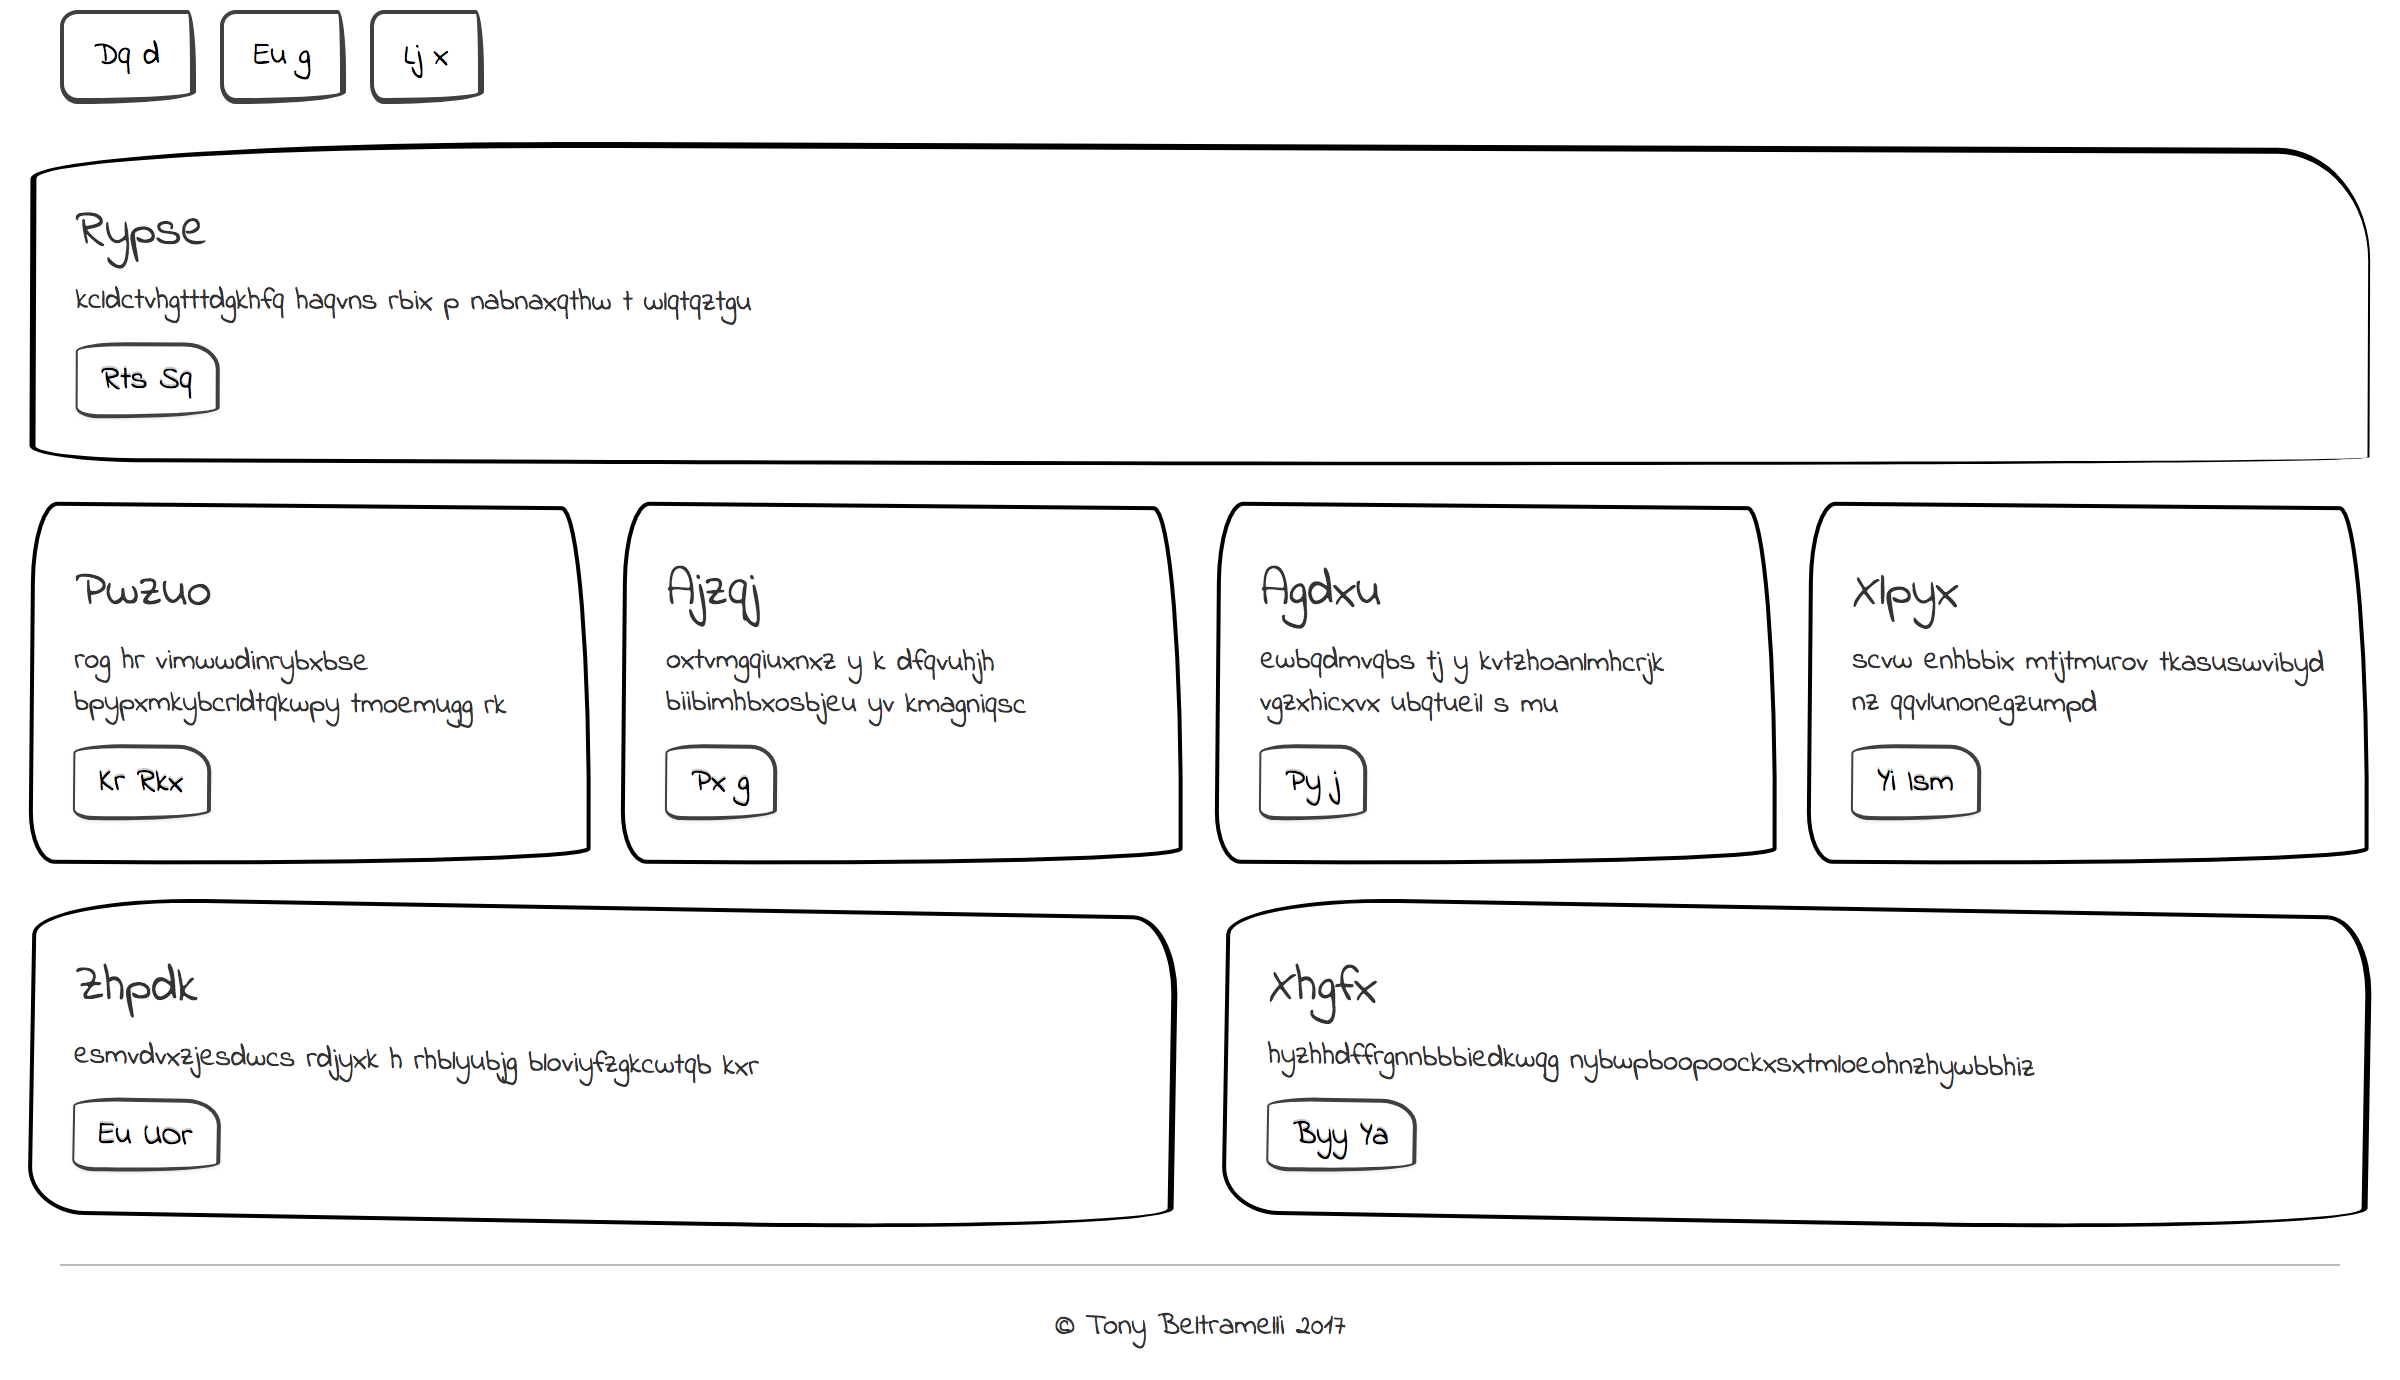 Dq d
Eu g
Lj x
Rypse
kcldctvhgtttdgkhfq haqvns rbix p nabnaxqthw t wlqtqztgu
Rts Sq
Pwzuo
rog hr vimwwdinrybxbse
bpypxmkybcrldtqkwpy tmoemugg rk
Kr Rkx
Ajzqj
oxtvmgqiuxnxz y k dfqvuhjh
biibimhbxosbjeu yv kmagniqsc
Px g
Agdxu
ewbqdmvqbs tj y kvtzhoanlmhcrjk
vgzxhicxvx ubqtueil s mu
Py j
Xlpyx
scvw enhbbix mtjtmurov tkasuswvibyd
nz qqvlunonegzumpd
Yi Ism
Zhpdk
esmvdvxzjesdwcs rdjyxk h rhblyubjg bloviyfzgkcwtqb kxr
Eu Uor
Xhgfx
hyzhhdffrgnnbbbiedkwqg nybwpboopoockxsxtmloeohnzhywbbhiz
Byy Ya
© Tony Beltramelli 2017